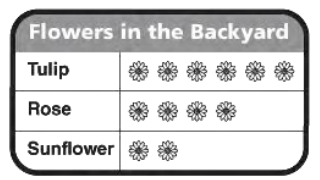 Flowers in the Backyard
Tulip
Rose
Sunflower